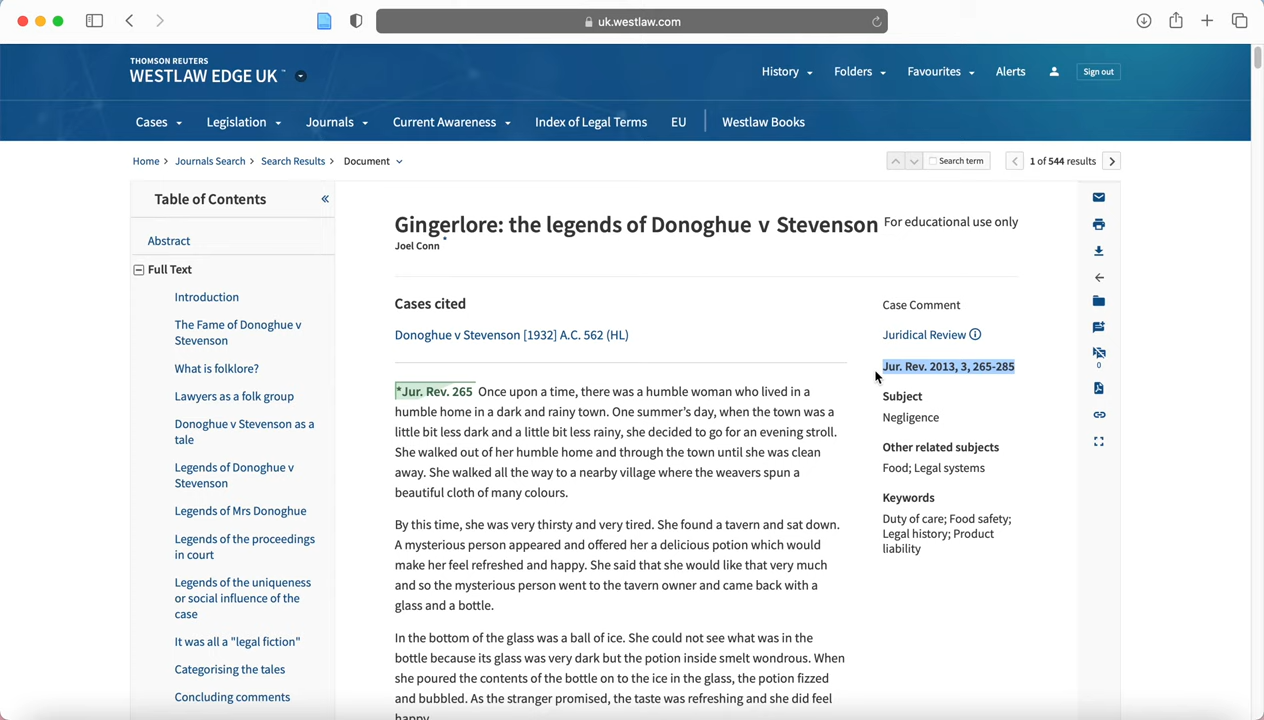 uk.westlaw.com
THOMSON REUTERS
WESTLAW EDGE UK™
History
Folders
Favourites
Alerts
Sign out
Cases
Legislation
Journals
Current Awareness
Index of Legal Terms
EU
Westlaw Books
Home
Journals Search
Search Results
Document
Search term
1 of 544 results
Table of Contents
Abstract
Full Text
Introduction
The Fame of Donoghue v
Stevenson
What is folklore?
Lawyers as a folk group
Donoghue v Stevenson as a
tale
Legends of Donoghue v
Stevenson
Legends of Mrs Donoghue
Legends of the proceedings
in court
Legends of the uniqueness
or social influence of the
case
It was all a "legal fiction"
Categorising the tales
Concluding comments
Gingerlore: the legends of Donoghue v Stevenson
For educational use only
Joel Conn
Cases cited
Donoghue v Stevenson [1932] A.C. 562 (HL)
*Jur. Rev. 265 Once upon a time, there was a humble woman who lived in a
humble home in a dark and rainy town. One summer's day, when the town was a
little bit less dark and a little bit less rainy, she decided to go for an evening stroll.
She walked out of her humble home and through the town until she was clean
away. She walked all the way to a nearby village where the weavers spun a
beautiful cloth of many colours.
By this time, she was very thirsty and very tired. She found a tavern and sat down.
A mysterious person appeared and offered her a delicious potion which would
make her feel refreshed and happy. She said that she would like that very much
and so the mysterious person went to the tavern owner and came back with a
glass and a bottle.
In the bottom of the glass was a ball of ice. She could not see what was in the
bottle because its glass was very dark but the potion inside smelt wondrous. When
she poured the contents of the bottle on to the ice in the glass, the potion fizzed
and bubbled. As the stranger promised, the taste was refreshing and she did feel
happy.
Case Comment
Juridical Review
Jur. Rev. 2013, 3, 265-285
Subject
Negligence
Other related subjects
Food; Legal systems
Keywords
Duty of care; Food safety;
Legal history; Product
liability
0